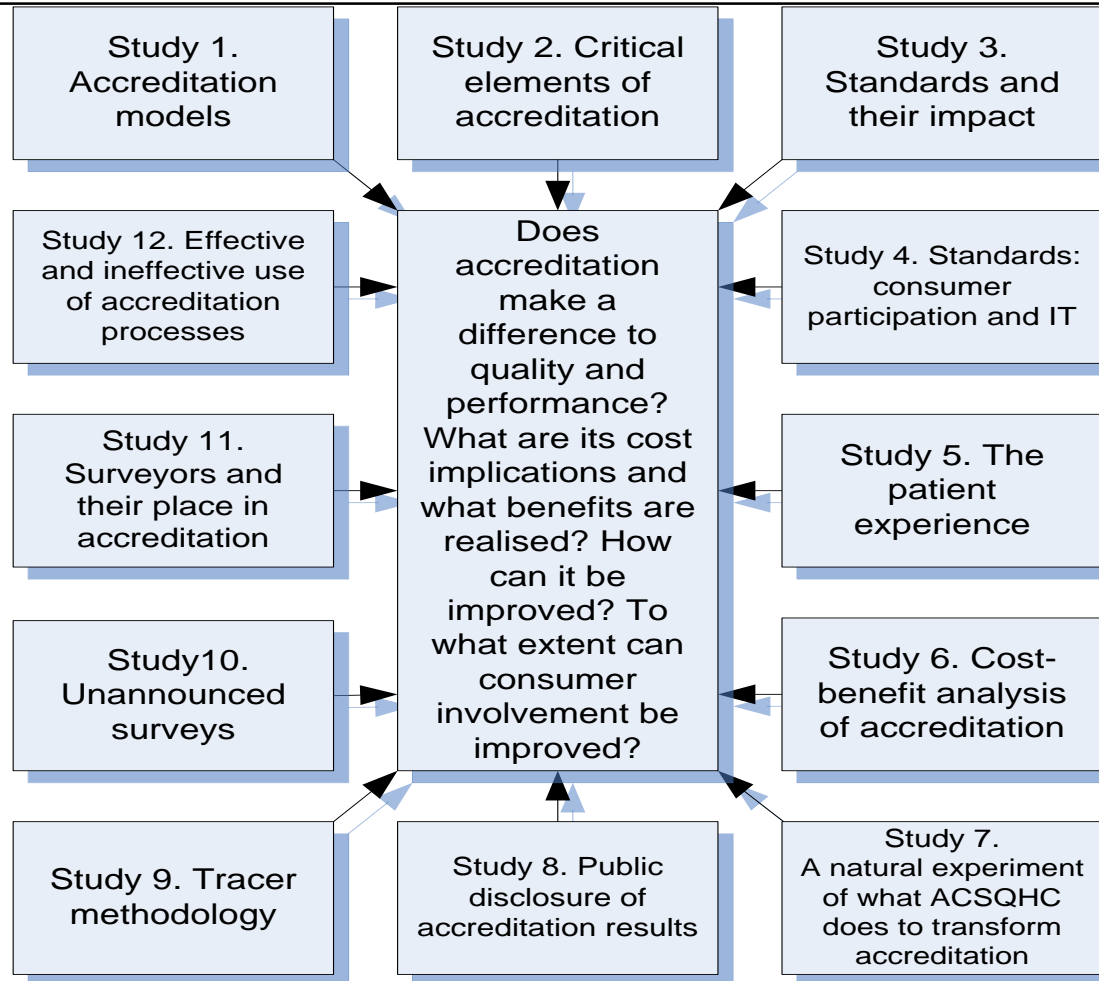 Study 1.
Accreditation
models
Study 2. Critical
elements of
accreditation
Study 3.
Standards and
their impact
Study 12. Effective
and ineffective use
of accreditation
processes
Does
accreditation
make a
difference to
quality and
performance?
What are its cost
implications and
what benefits are
realised? How
can it be
improved? To
what extent can
consumer
involvement be
improved?
Study 4. Standards:
consumer
participation and IT
Study 11.
Surveyors and
their place in
accreditation
Study 5. The
patient
experience
Study10.
Unannounced
surveys
Study 6. Cost-
benefit analysis
of accreditation
Study 9. Tracer
methodology
Study 8. Public
disclosure of
accreditation results
Study 7.
A natural experiment
of what ACSQHC
does to transform
accreditation